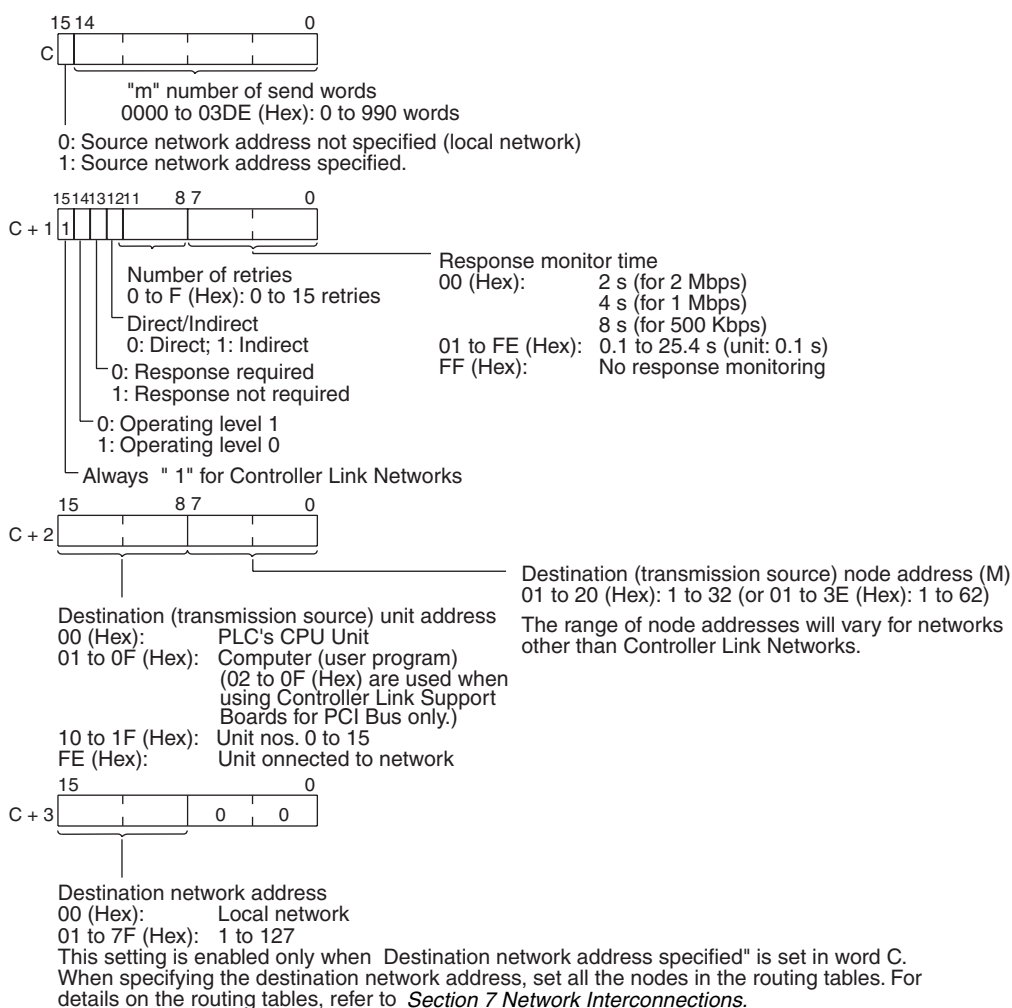 15 14 0
C
"m" number of send words
0000 to 03DE (Hex): 0 to 990 words
0: Source network address not specified (local network)
1: Source network address specified.
15 14 13 12 11 8 7 0
C + 1 1
Response monitor time
00 (Hex): 2 s (for 2 Mbps)
4 s (for 1 Mbps)
8 s (for 500 Kbps)
01 to FE (Hex): 0.1 to 25.4 s (unit: 0.1 s)
FF (Hex): No response monitoring
Number of retries
0 to F (Hex): 0 to 15 retries
Direct/Indirect
0: Direct; 1: Indirect
0: Response required
1: Response not required
0: Operating level 1
1: Operating level 0
Always " 1" for Controller Link Networks
15 8 7 0
C + 2
Destination (transmission source) node address (M)
01 to 20 (Hex): 1 to 32 (or 01 to 3E (Hex): 1 to 62)
The range of node addresses will vary for networks
other than Controller Link Networks.
Destination (transmission source) unit address
00 (Hex): PLC's CPU Unit
01 to 0F (Hex): Computer (user program)
(02 to 0F (Hex) are used when
using Controller Link Support
Boards for PCI Bus only.)
10 to 1F (Hex): Unit nos. 0 to 15
FE (Hex): Unit onnected to network
15 0
C + 3 0 0
Destination network address
00 (Hex): Local network
01 to 7F (Hex): 1 to 127
This setting is enabled only when Destination network address specified" is set in word C.
When specifying the destination network address, set all the nodes in the routing tables. For
details on the routing tables, refer to Section 7 Network Interconnections.